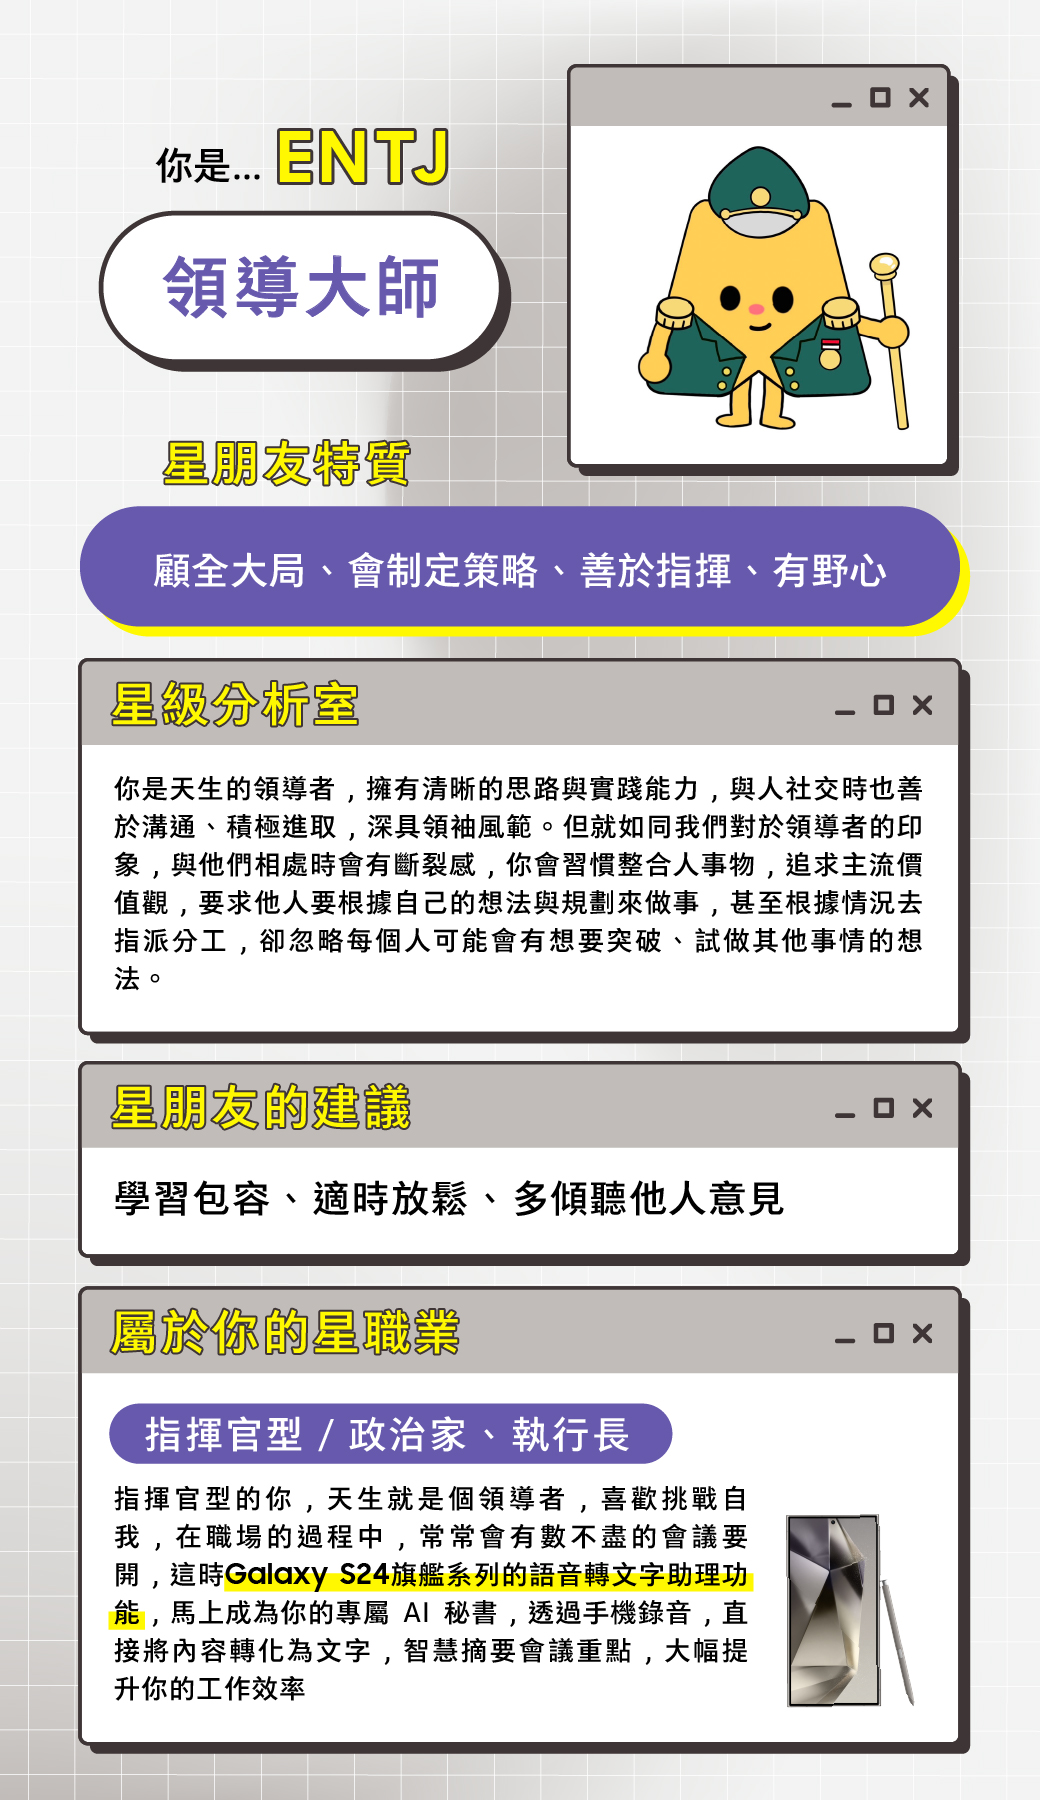 你是... ENTJ
領導大師
星朋友特質
顧全大局、會制定策略、善於指揮、有野心
星級分析室
你是天生的領導者，擁有清晰的思路與實踐能力，與人社交時也善
於溝通、積極進取，深具領袖風範。但就如同我們對於領導者的印
象，與他們相處時會有斷裂感，你會習慣整合人事物，追求主流價
值觀，要求他人要根據自己的想法與規劃來做事，甚至根據情況去
指派分工，卻忽略每個人可能會有想要突破、試做其他事情的想
法。
星朋友的建議
學習包容、適時放鬆、多傾聽他人意見
屬於你的星職業
指揮官型 / 政治家、執行長
指揮官型的你，天生就是個領導者，喜歡挑戰自
我，在職場的過程中，常常會有數不盡的會議要
開，這時Galaxy S24旗艦系列的語音轉文字助理功
能，馬上成為你的專屬 AI 秘書，透過手機錄音，直
接將內容轉化為文字，智慧摘要會議重點，大幅提
升你的工作效率